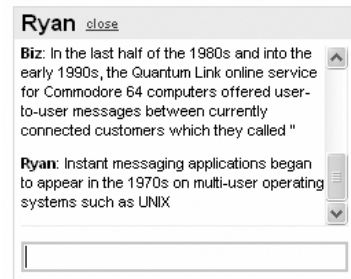 Ryan close
Biz: In the last half of the 1980s and into the
early 1990s, the Quantum Link online service
for Commodore 64 computers offered user-
to-user messages between currently
connected customers which they called "
Ryan: Instant messaging applications began
to appear in the 1970s on multi-user operating
systems such as UNIX